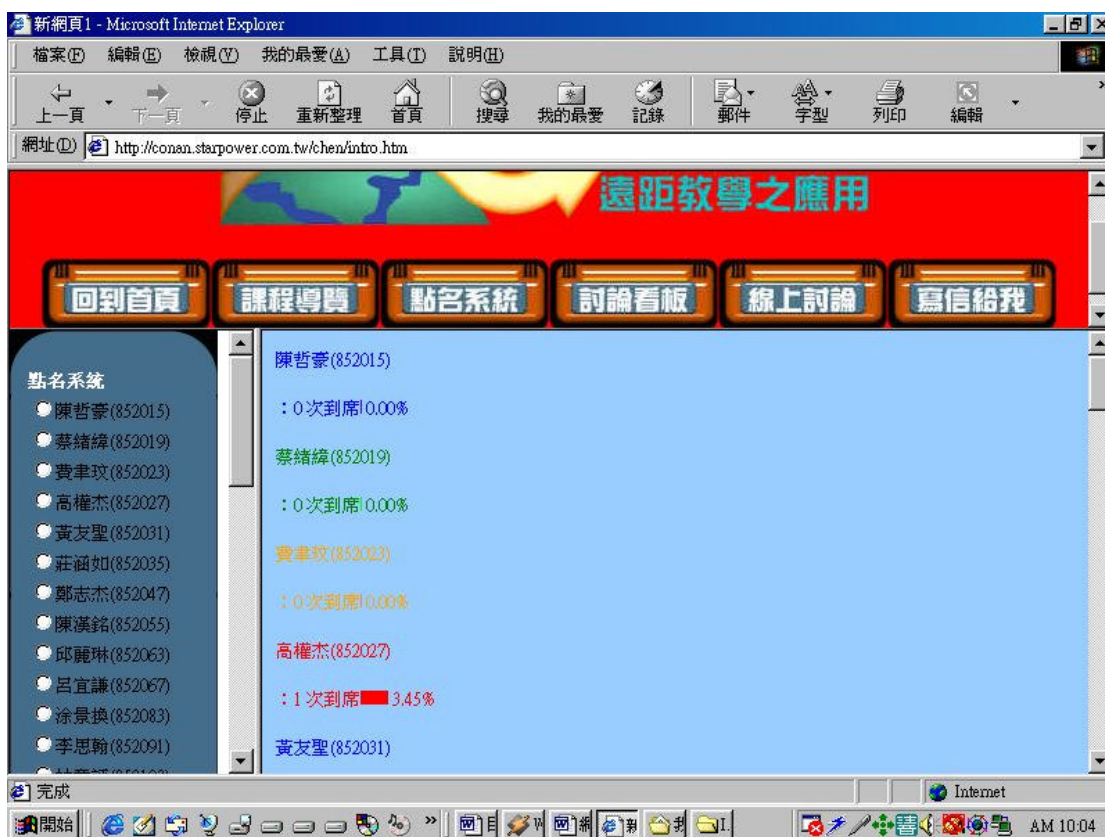 新網頁1 - Microsoft Internet Explorer
檔案(F) 編輯(E) 檢視(V) 我的最愛(A) 工具(T) 說明(H)
上一頁 下一頁 停止 重新整理 首頁 搜尋 我的最愛 記錄 郵件 字型 列印 編輯
網址(D) http://conan.starpower.com.tw/chen/intro.htm
遠距教學之應用
回到首頁 課程導覽 點名系統 討論看板 線上討論 寫信給我
點名系統
陳哲豪(852015)
蔡緒緯(852019)
費聿玟(852023)
高權杰(852027)
黃友聖(852031)
莊涵如(852035)
鄭志杰(852047)
陳漢銘(852055)
邱麗琳(852063)
呂宜謙(852067)
涂景換(852083)
李思翰(852091)
陳哲豪(852015)
：0 次到席 0.00%
蔡緒緯(852019)
：0 次到席 0.00%
費聿玟(852023)
：0 次到席 0.00%
高權杰(852027)
：1 次到席 3.45%
黃友聖(852031)
完成 Internet
開始 AM 10:04